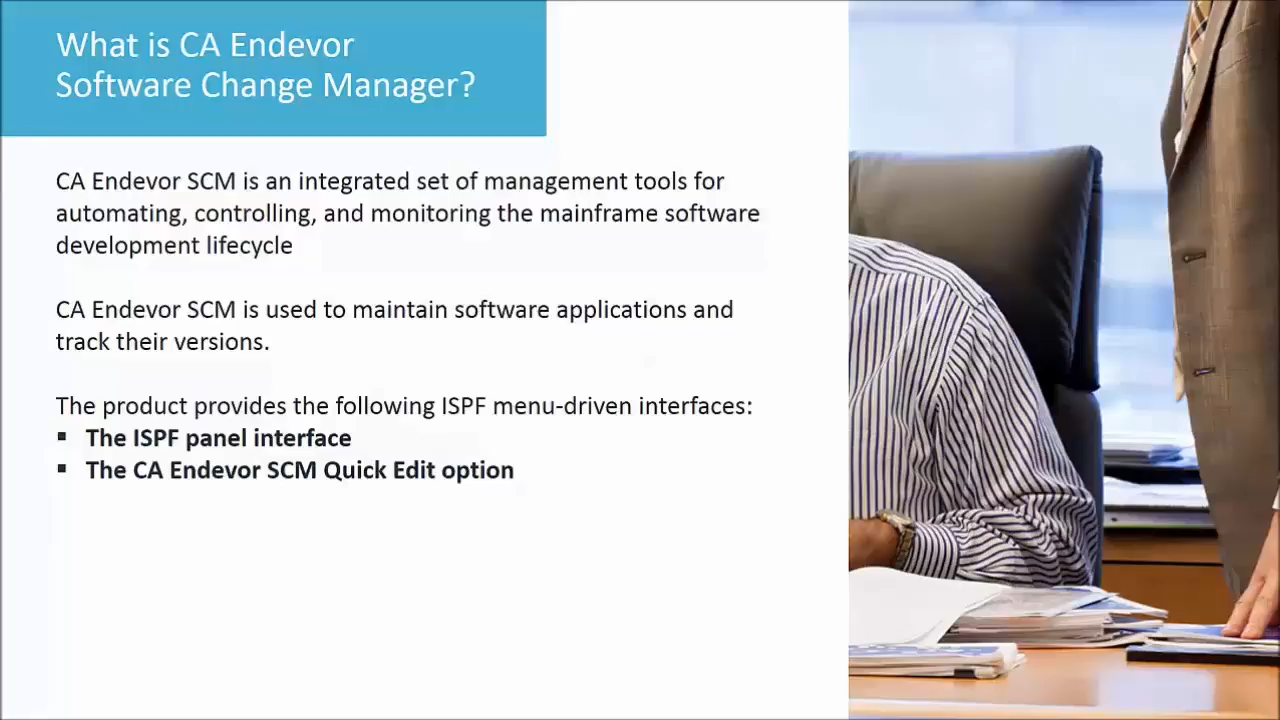 What is CA Endevor
Software Change Manager?
CA Endevor SCM is an integrated set of management tools for
automating, controlling, and monitoring the mainframe software
development lifecycle
CA Endevor SCM is used to maintain software applications and
track their versions.
The product provides the following ISPF menu-driven interfaces:
▪ The ISPF panel interface
▪ The CA Endevor SCM Quick Edit option